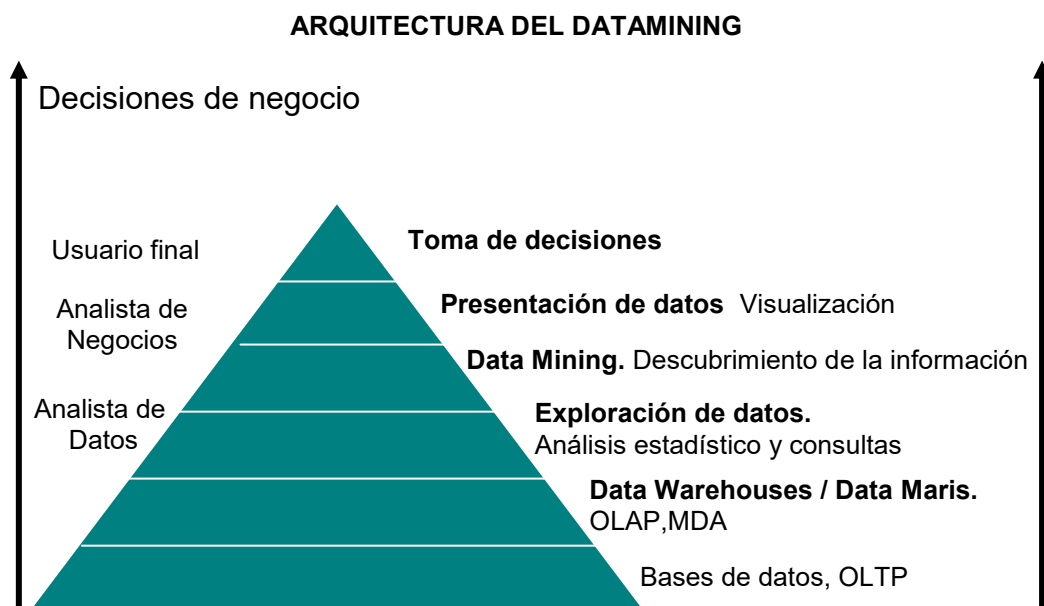 ARQUITECTURA DEL DATAMINING
Decisiones de negocio
Usuario final
Toma de decisiones
Analista de
Negocios
Presentación de datos Visualización
Data Mining. Descubrimiento de la información
Analista de
Datos
Exploración de datos.
Análisis estadístico y consultas
Data Warehouses / Data Maris.
OLAP,MDA
Bases de datos, OLTP